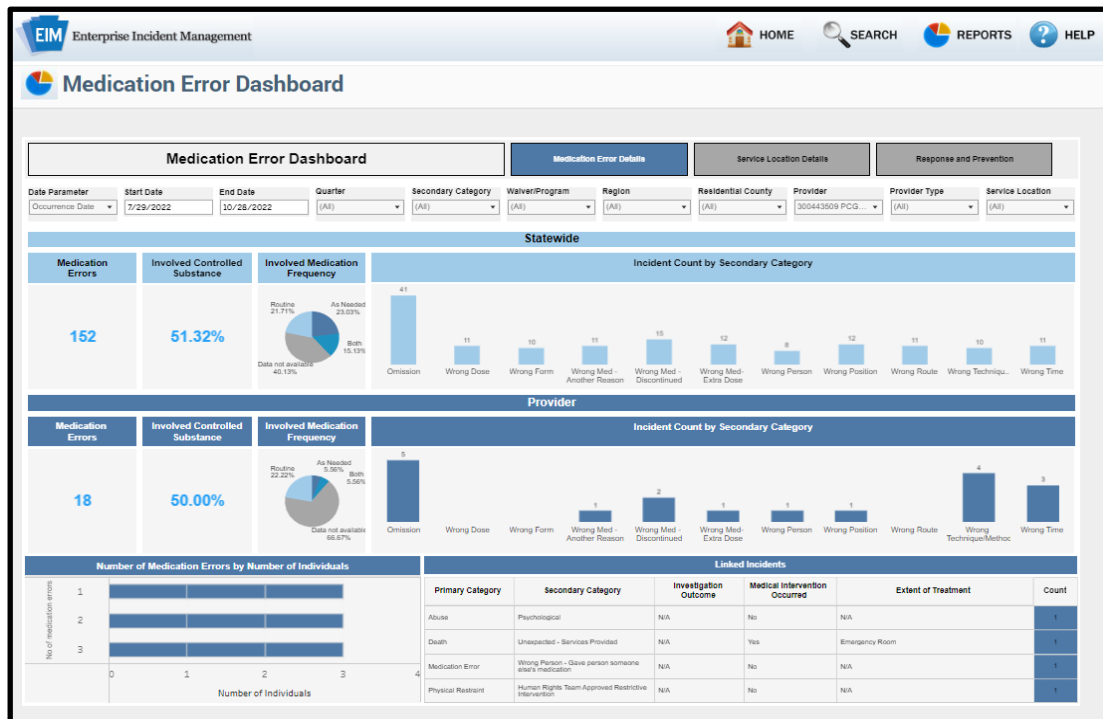 EIM Enterprise Incident Management
HOME SEARCH REPORTS HELP
Medication Error Dashboard
Medication Error Dashboard
Medication Error Details
Service Location Details
Response and Prevention
Date Parameter Start Date End Date Quarter Secondary Category Waiver/Program Region Residential County Provider Provider Type Service Location
Occurrence Date 7/29/2022 10/28/2022 (All) (All) (All) (All) (All) 300443509 PCG... (All) (All)
Statewide
Medication Errors
Involved Controlled Substance
Involved Medication Frequency
Incident Count by Secondary Category
152
51.32%
Routine 21.71%
As Needed 23.03%
Both 15.13%
Data not available 40.13%
41 11 10 11 15 12 8 12 11 10 11
Omission Wrong Dose Wrong Form Wrong Med - Another Reason Wrong Med - Discontinued Wrong Med- Extra Dose Wrong Person Wrong Position Wrong Route Wrong Techniqu.. Wrong Time
Provider
Medication Errors
Involved Controlled Substance
Involved Medication Frequency
Incident Count by Secondary Category
18
50.00%
Routine 22.22%
As Needed 5.56%
Both 5.56%
Data not available 66.67%
5 1 2 1 1 1 4 3
Omission Wrong Dose Wrong Form Wrong Med - Another Reason Wrong Med - Discontinued Wrong Med- Extra Dose Wrong Person Wrong Position Wrong Route Wrong Technique/Method Wrong Time
Number of Medication Errors by Number of Individuals
No of medication errors
1
2
3
0 1 2 3 4
Number of Individuals
Linked Incidents
Primary Category Secondary Category Investigation Outcome Medical Intervention Occurred Extent of Treatment Count
Abuse Psychological N/A No N/A 1
Death Unexpected - Services Provided N/A Yes Emergency Room 1
Medication Error Wrong Person - Gave person someone else's medication N/A No N/A 1
Physical Restraint Human Rights Team Approved Restrictive Intervention N/A No N/A 1